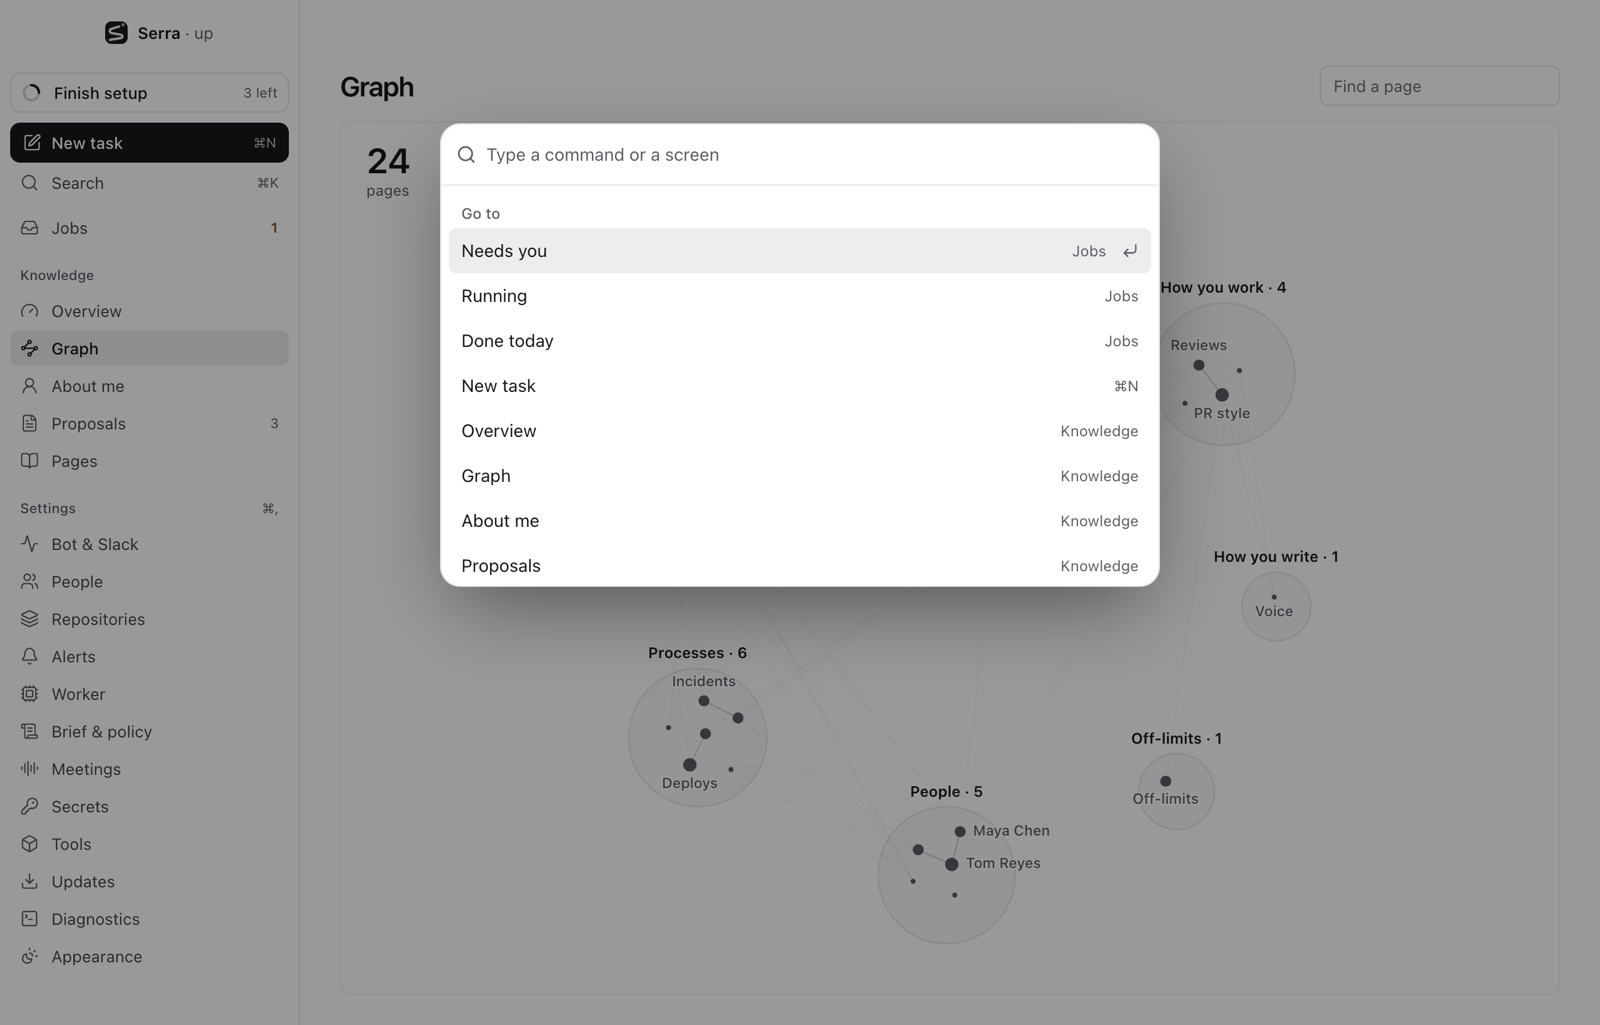 Serra · up
Finish setup 3 left
New task ⌘N
Search ⌘K
Jobs 1
Knowledge
Overview
Graph
About me
Proposals 3
Pages
Settings ⌘,
Bot & Slack
People
Repositories
Alerts
Worker
Brief & policy
Meetings
Secrets
Tools
Updates
Diagnostics
Appearance
Graph
Find a page
24
pages
Type a command or a screen
Go to
Needs you Jobs
Running Jobs
Done today Jobs
New task ⌘N
Overview Knowledge
Graph Knowledge
About me Knowledge
Proposals Knowledge
How you work · 4
Reviews
PR style
How you write · 1
Voice
Processes · 6
Incidents
Deploys
Off-limits · 1
Off-limits
People · 5
Maya Chen
Tom Reyes